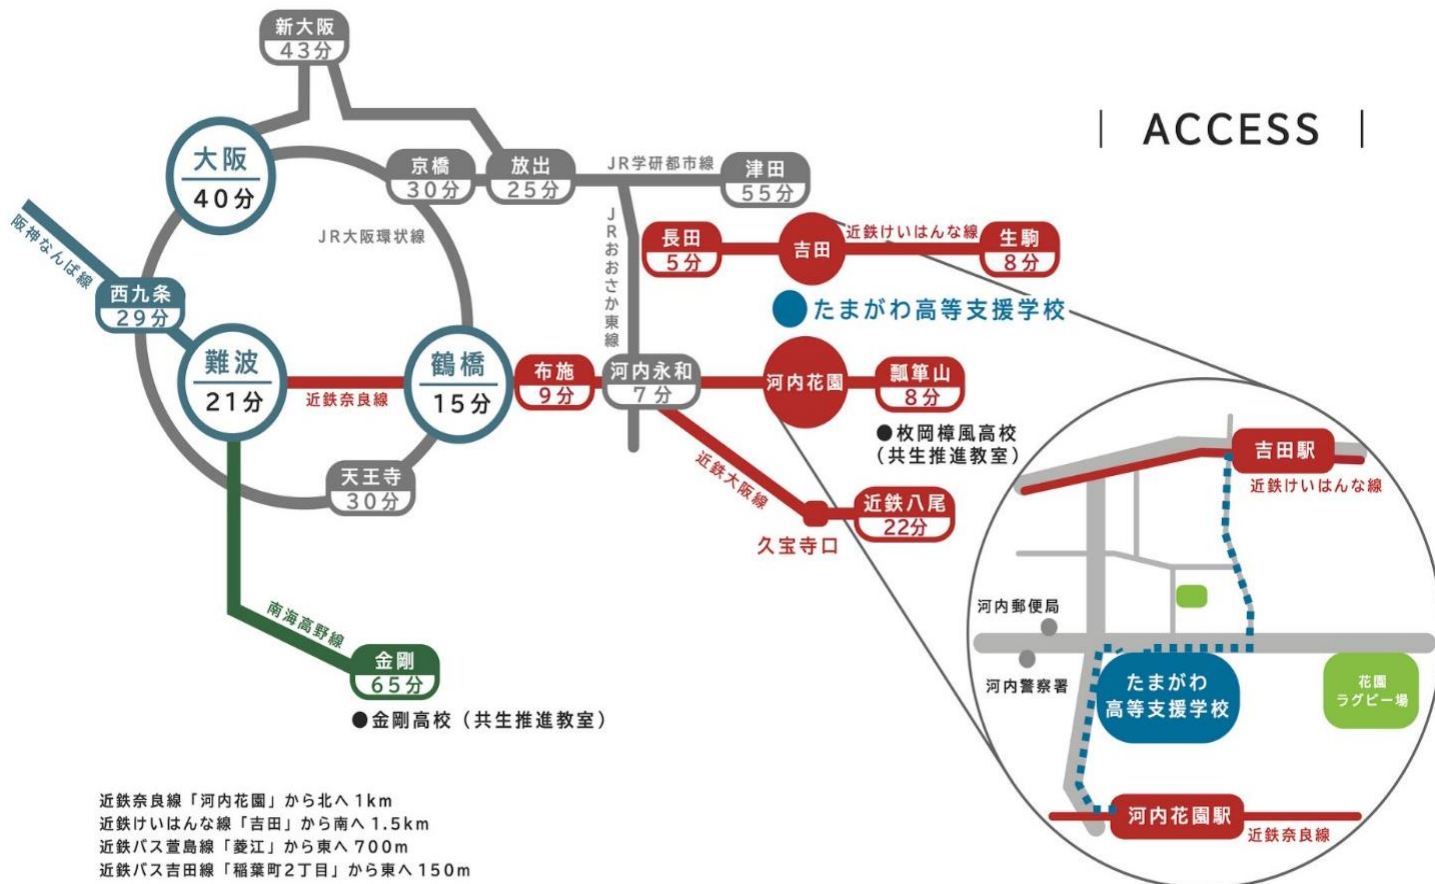 新大阪
43分
| ACCESS |
大阪
40分
京橋
30分
放出
25分
JR学研都市線
津田
55分
阪神なんば線
JR大阪環状線
JRおおさか東線
長田
5分
吉田
近鉄けいはんな線
生駒
8分
西九条
29分
たまがわ高等支援学校
難波
21分
近鉄奈良線
鶴橋
15分
布施
9分
河内永和
7分
河内花園
瓢箪山
8分
●枚岡樟風高校
(共生推進教室)
天王寺
30分
近鉄大阪線
久宝寺口
近鉄八尾
22分
南海高野線
金剛
65分
●金剛高校(共生推進教室)
吉田駅
近鉄けいはんな線
河内郵便局
河内警察署
たまがわ
高等支援学校
花園
ラグビー場
河内花園駅
近鉄奈良線
近鉄奈良線「河内花園」から北へ1km
近鉄けいはんな線「吉田」から南へ1.5km
近鉄バス萱島線「菱江」から東へ700m
近鉄バス吉田線「稲葉町2丁目」から東へ150m